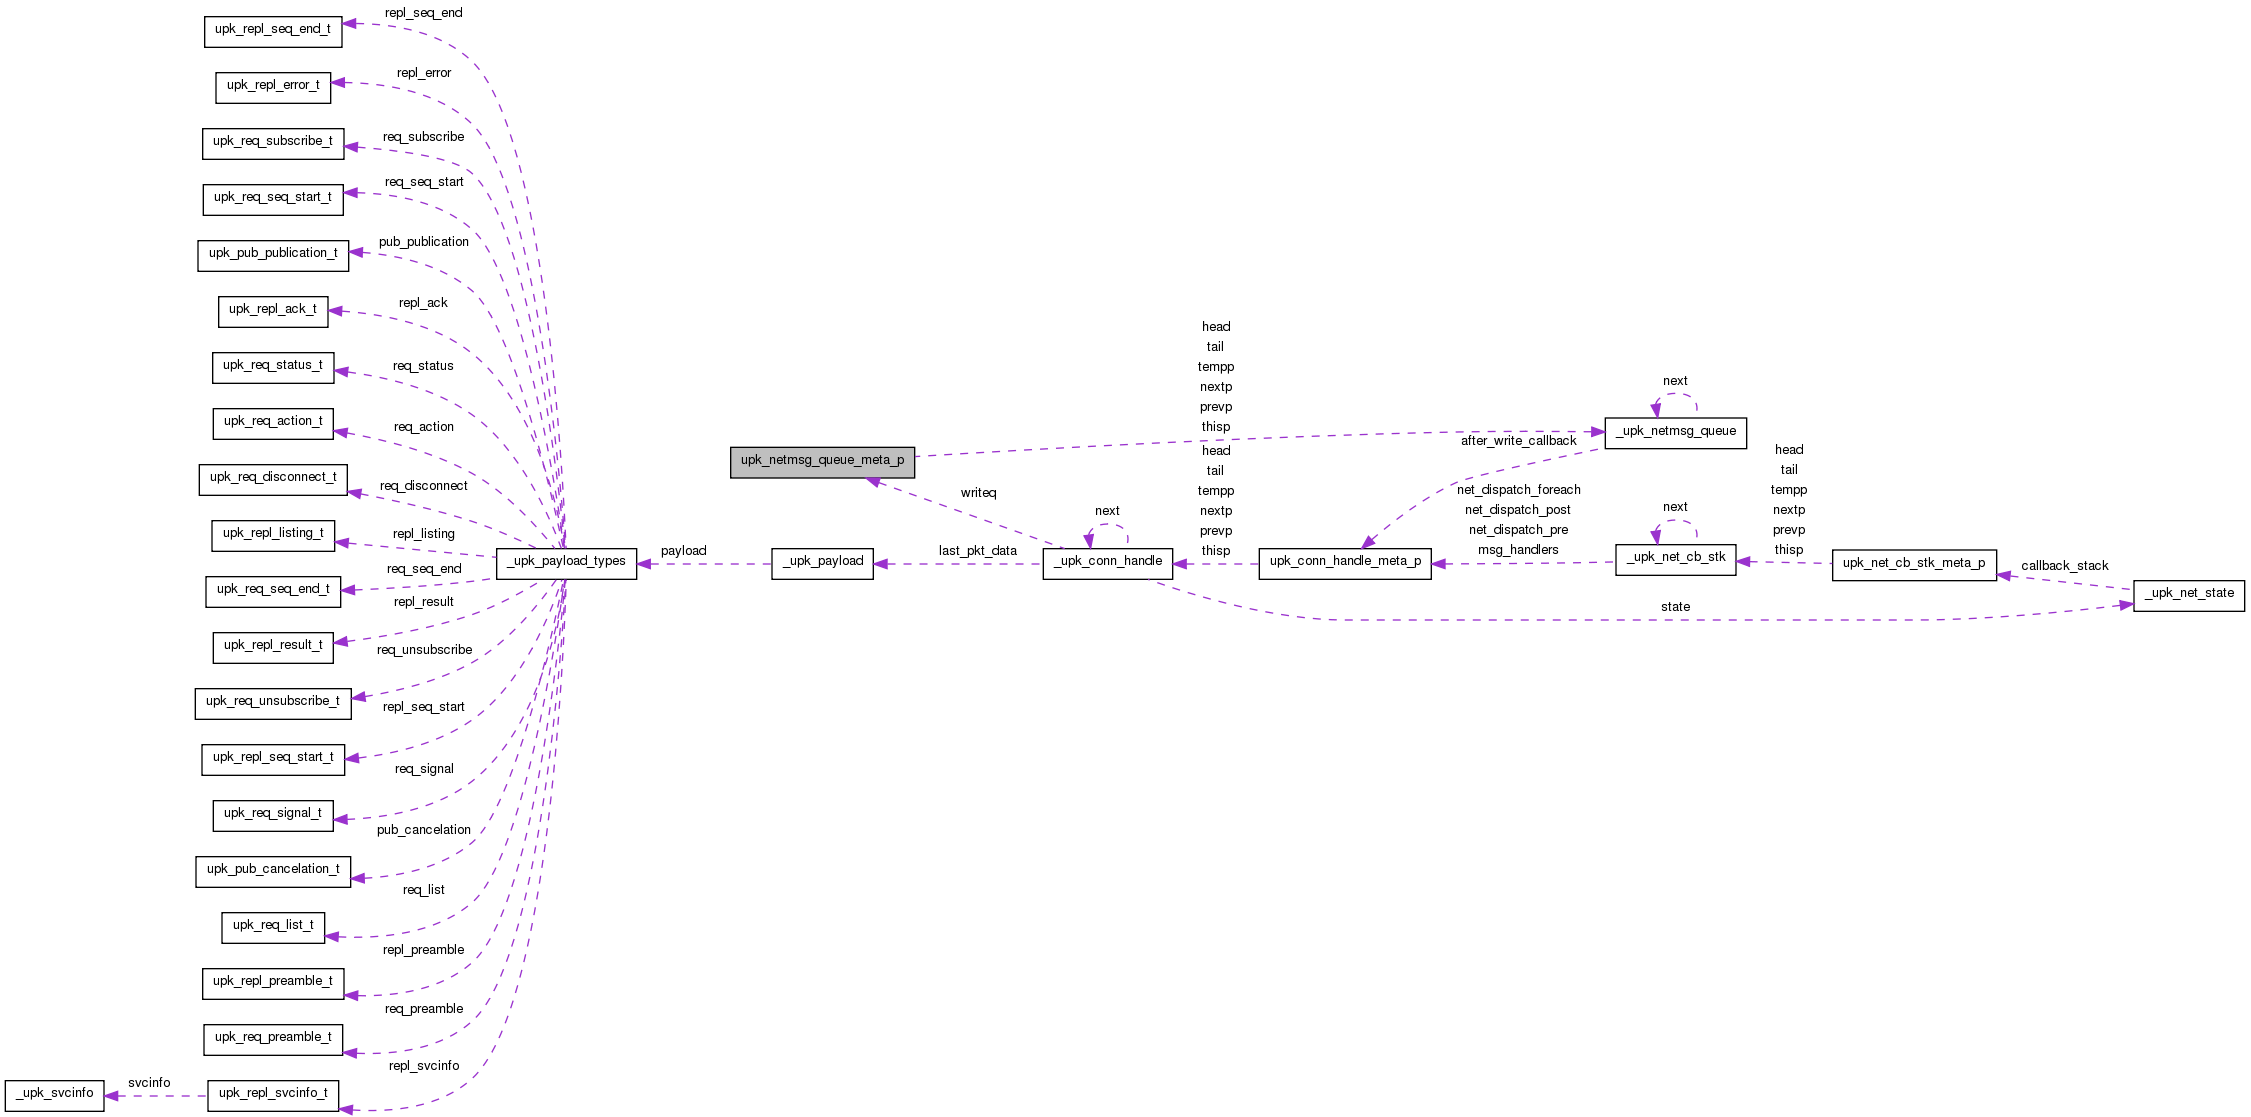 repl_seq_end
upk_repl_seq_end_t
repl_error
upk_repl_error_t
req_subscribe
upk_req_subscribe_t
req_seq_start
upk_req_seq_start_t
pub_publication
upk_pub_publication_t
repl_ack
upk_repl_ack_t
req_status
upk_req_status_t
req_action
upk_req_action_t
req_disconnect
upk_req_disconnect_t
repl_listing
upk_repl_listing_t
req_seq_end
upk_req_seq_end_t
repl_result
upk_repl_result_t
req_unsubscribe
upk_req_unsubscribe_t
repl_seq_start
upk_repl_seq_start_t
req_signal
upk_req_signal_t
pub_cancelation
upk_pub_cancelation_t
req_list
upk_req_list_t
repl_preamble
upk_repl_preamble_t
req_preamble
upk_req_preamble_t
repl_svcinfo
upk_repl_svcinfo_t
svcinfo
_upk_svcinfo
_upk_payload_types
payload
_upk_payload
last_pkt_data
upk_netmsg_queue_meta_p
writeq
next
_upk_conn_handle
head
tail
tempp
nextp
prevp
thisp
head
tail
tempp
nextp
prevp
thisp
upk_conn_handle_meta_p
state
next
_upk_netmsg_queue
after_write_callback
net_dispatch_foreach
net_dispatch_post
net_dispatch_pre
msg_handlers
next
_upk_net_cb_stk
head
tail
tempp
nextp
prevp
thisp
upk_net_cb_stk_meta_p
callback_stack
_upk_net_state